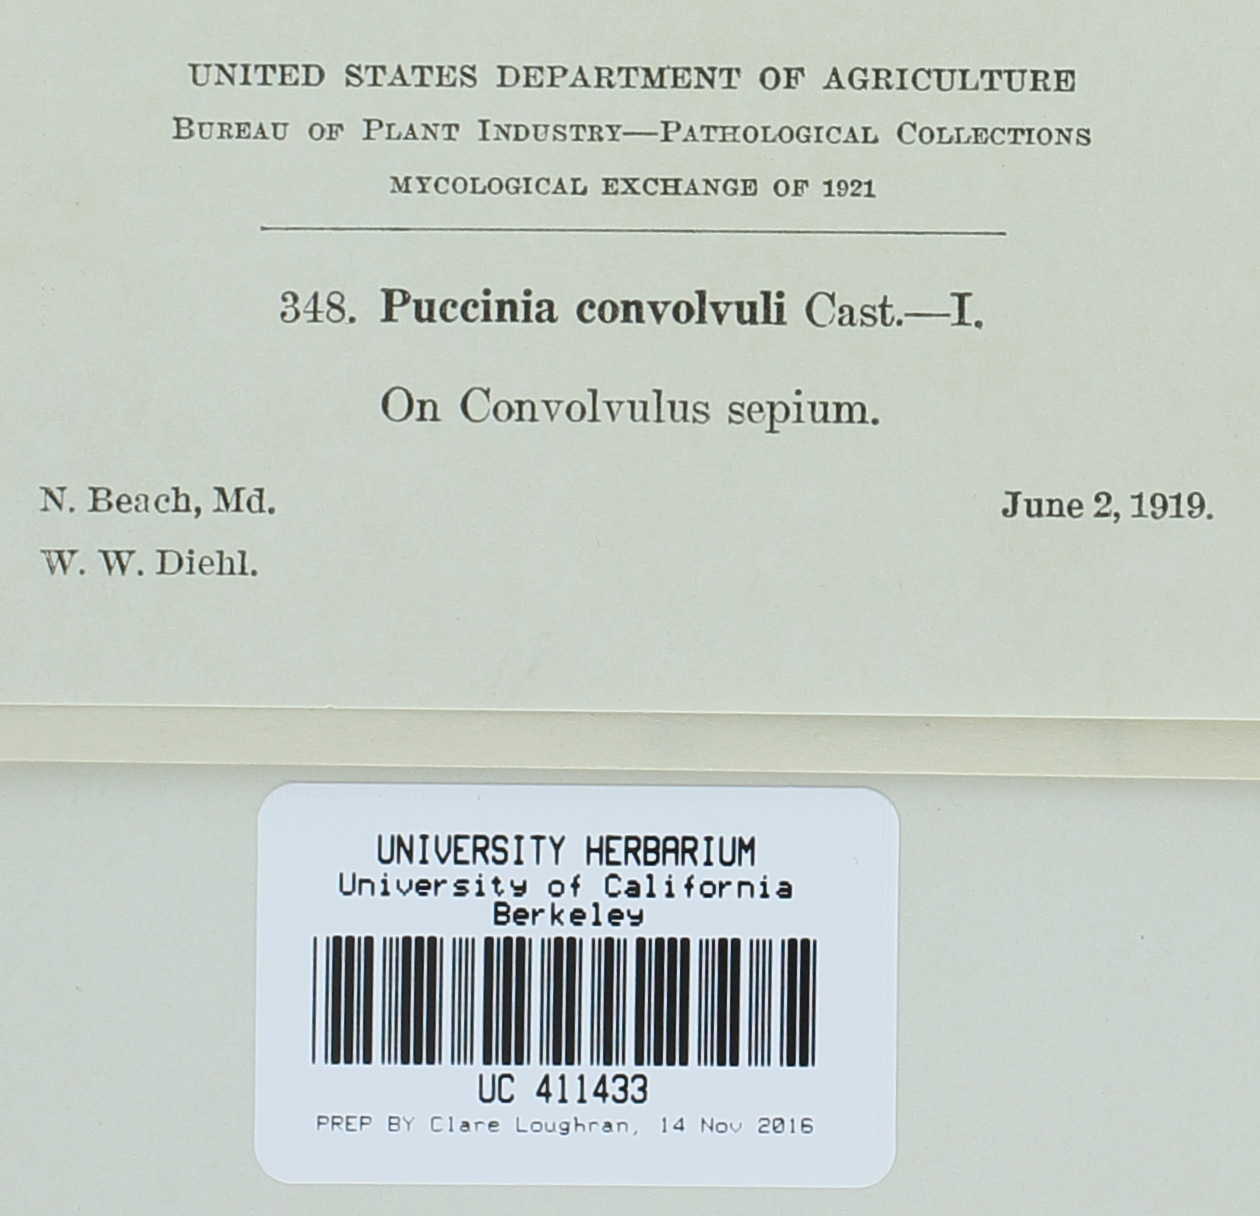 UNITED STATES DEPARTMENT OF AGRICULTURE
BUREAU OF PLANT INDUSTRY—PATHOLOGICAL COLLECTIONS
MYCOLOGICAL EXCHANGE OF 1921
348. Puccinia convolvuli Cast.—I.
On Convolvulus sepium.
N. Beach, Md.
June 2, 1919.
W. W. Diehl.
UNIVERSITY HERBARIUM
University of California
Berkeley
UC 411433
PREP BY Clare Loughran, 14 Nov 2016